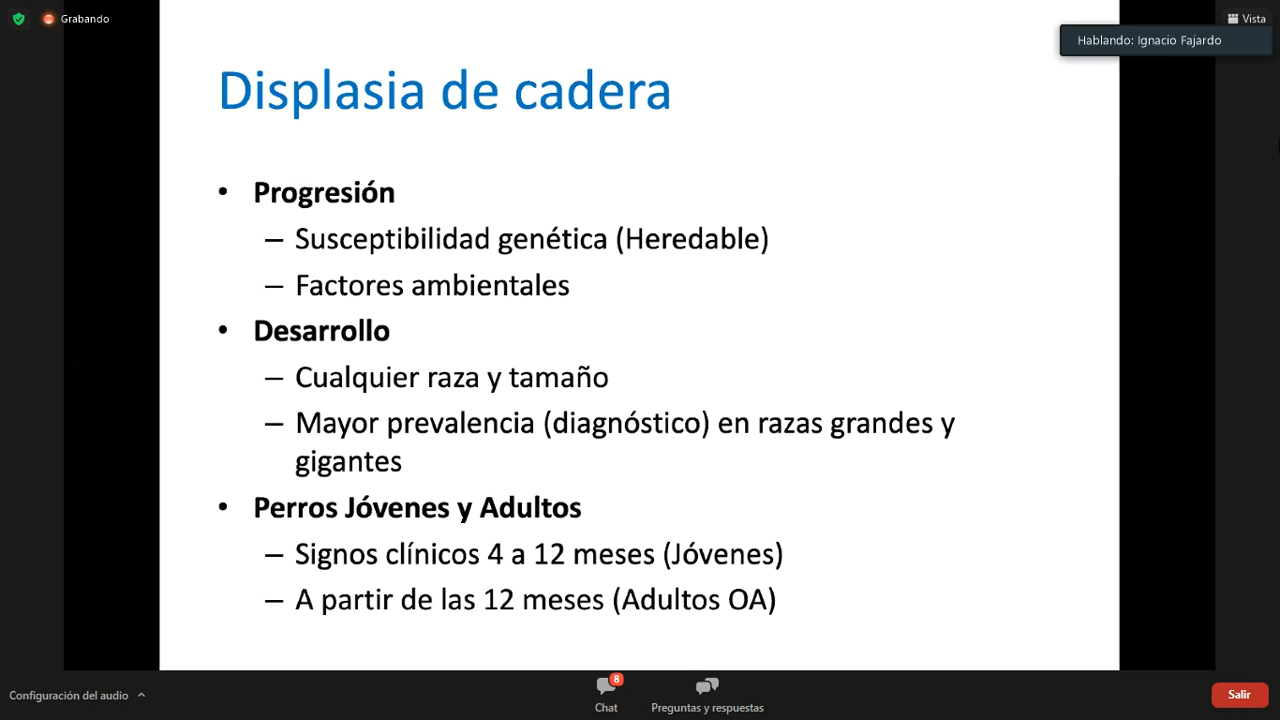 Grabando
Vista
Hablando: Ignacio Fajardo
Displasia de cadera
• Progresión
– Susceptibilidad genética (Heredable)
– Factores ambientales
• Desarrollo
– Cualquier raza y tamaño
– Mayor prevalencia (diagnóstico) en razas grandes y
gigantes
• Perros Jóvenes y Adultos
– Signos clínicos 4 a 12 meses (Jóvenes)
– A partir de las 12 meses (Adultos OA)
Configuración del audio
8
Chat
Preguntas y respuestas
Salir